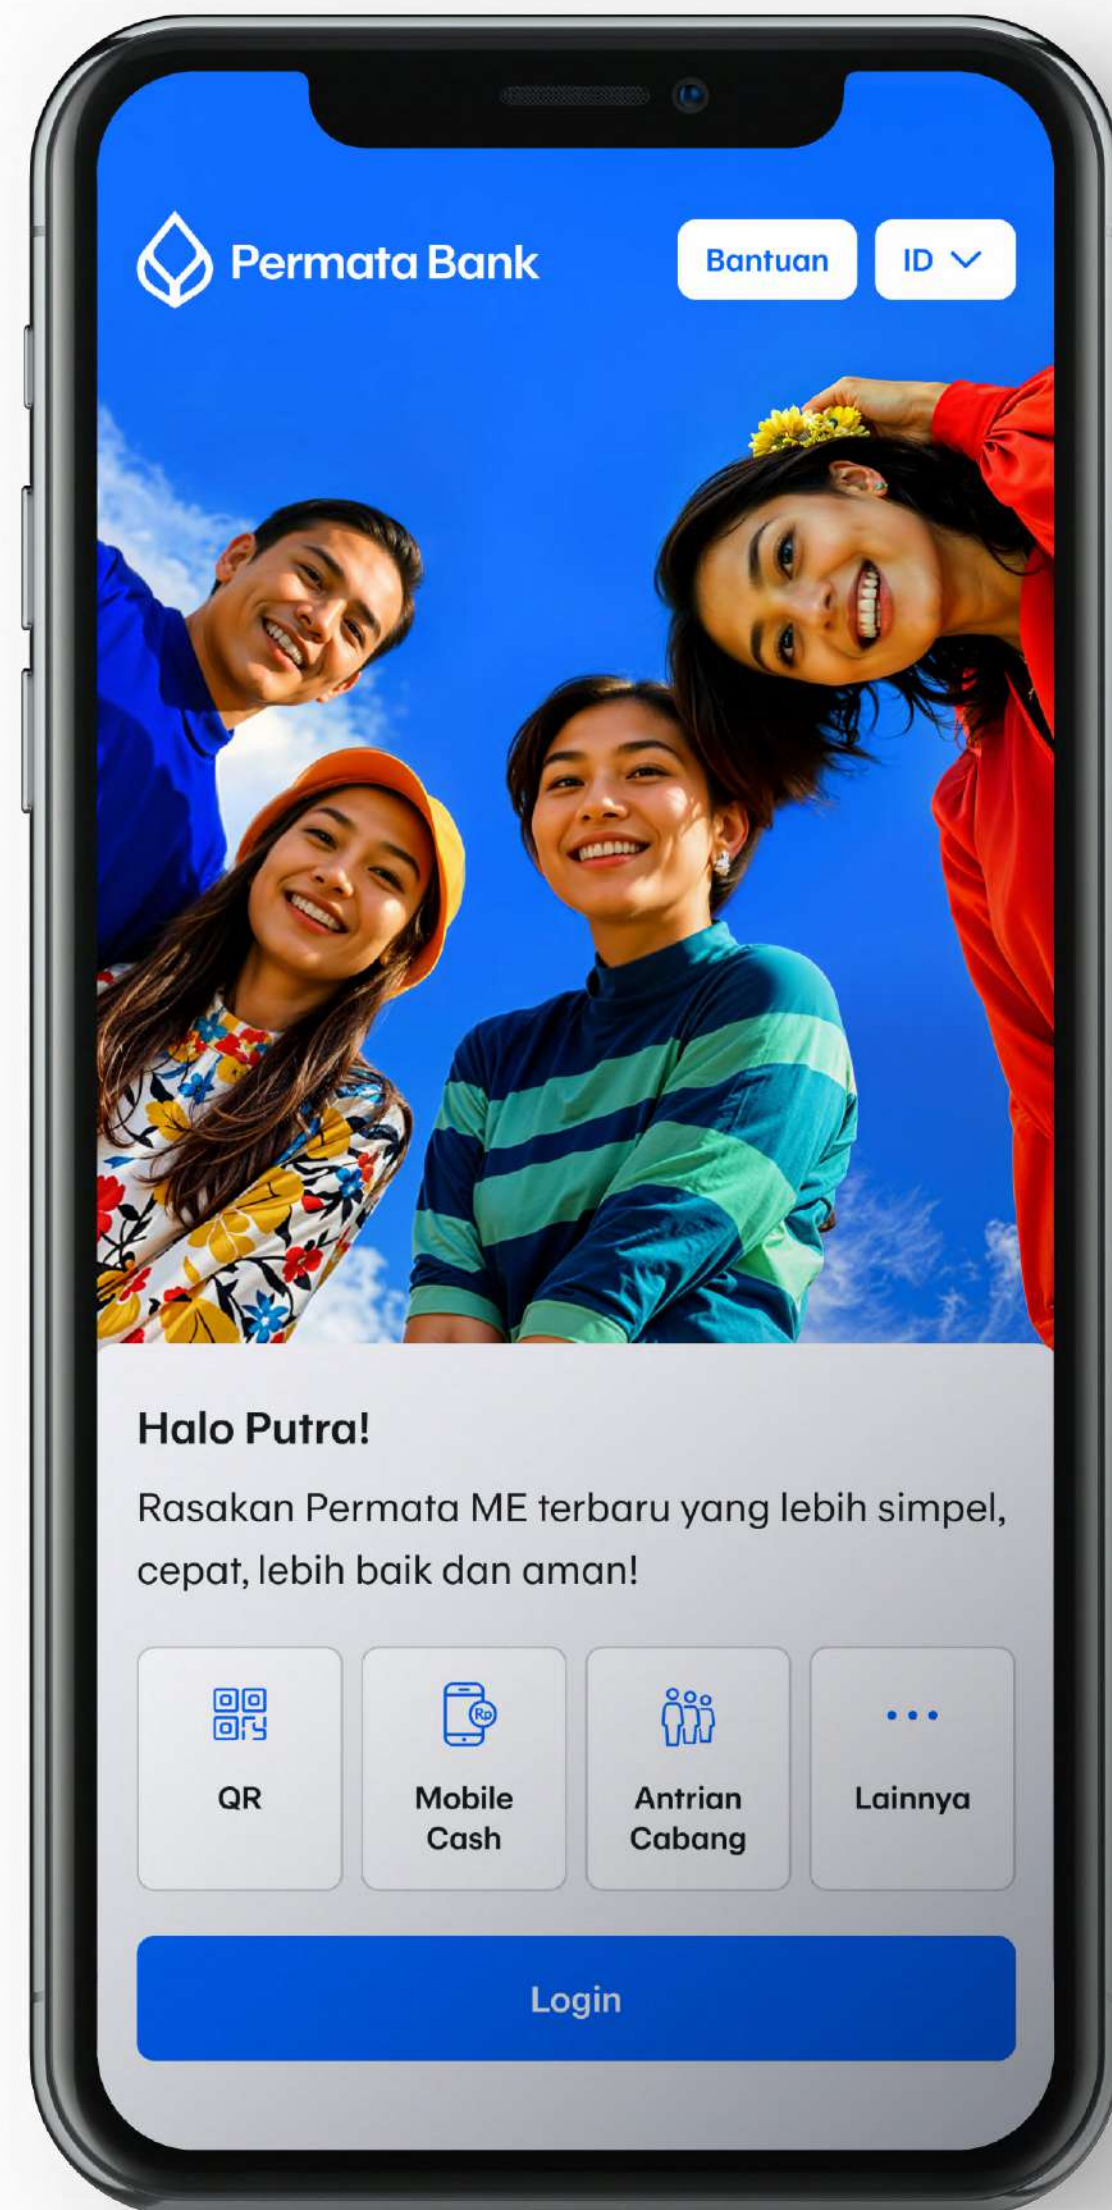 Permata Bank
Bantuan
ID
Halo Putra!
Rasakan Permata ME terbaru yang lebih simpel,
cepat, lebih baik dan aman!
Rp
QR
Mobile
Cash
Antrian
Cabang
Lainnya
Login